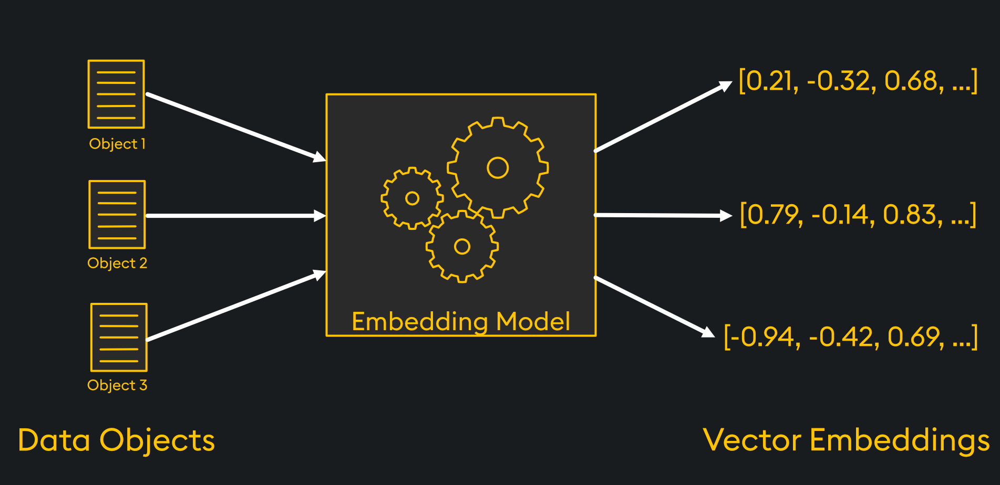 Object 1
Object 2
Object 3
Data Objects
Embedding Model
[0.21, -0.32, 0.68, ...]
[0.79, -0.14, 0.83, ...]
[-0.94, -0.42, 0.69, ...]
Vector Embeddings